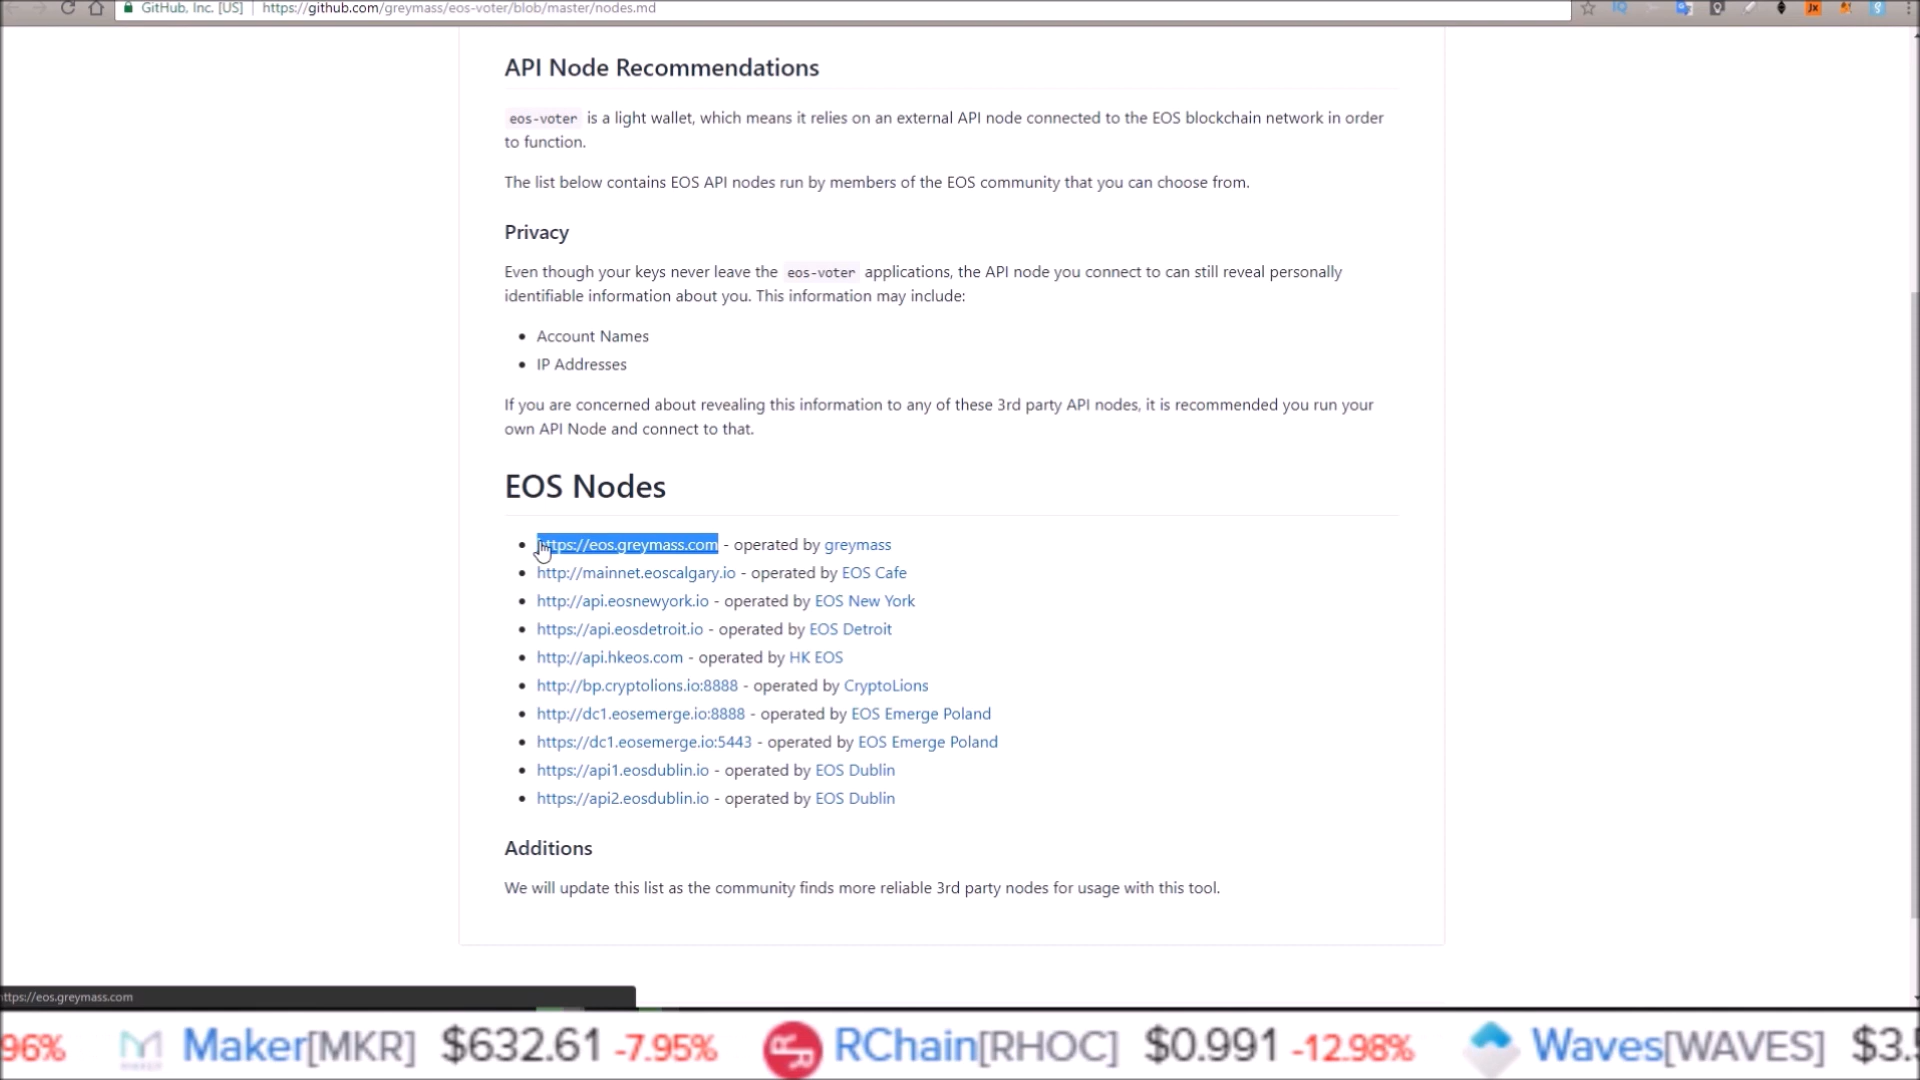 GitHub, Inc. [US] | https://github.com/greymass/eos-voter/blob/master/nodes.md
API Node Recommendations
eos-voter is a light wallet, which means it relies on an external API node connected to the EOS blockchain network in order
to function.
The list below contains EOS API nodes run by members of the EOS community that you can choose from.
Privacy
Even though your keys never leave the eos-voter applications, the API node you connect to can still reveal personally
identifiable information about you. This information may include:
• Account Names
• IP Addresses
If you are concerned about revealing this information to any of these 3rd party API nodes, it is recommended you run your
own API Node and connect to that.
EOS Nodes
• https://eos.greymass.com - operated by greymass
• http://mainnet.eoscalgary.io - operated by EOS Cafe
• http://api.eosnewyork.io - operated by EOS New York
• https://api.eosdetroit.io - operated by EOS Detroit
• http://api.hkeos.com - operated by HK EOS
• http://bp.cryptolions.io:8888 - operated by CryptoLions
• http://dc1.eosemerge.io:8888 - operated by EOS Emerge Poland
• https://dc1.eosemerge.io:5443 - operated by EOS Emerge Poland
• https://api1.eosdublin.io - operated by EOS Dublin
• https://api2.eosdublin.io - operated by EOS Dublin
Additions
We will update this list as the community finds more reliable 3rd party nodes for usage with this tool.
https://eos.greymass.com
96% Maker[MKR] $632.61 -7.95% RChain[RHOC] $0.991 -12.98% Waves[WAVES] $3.